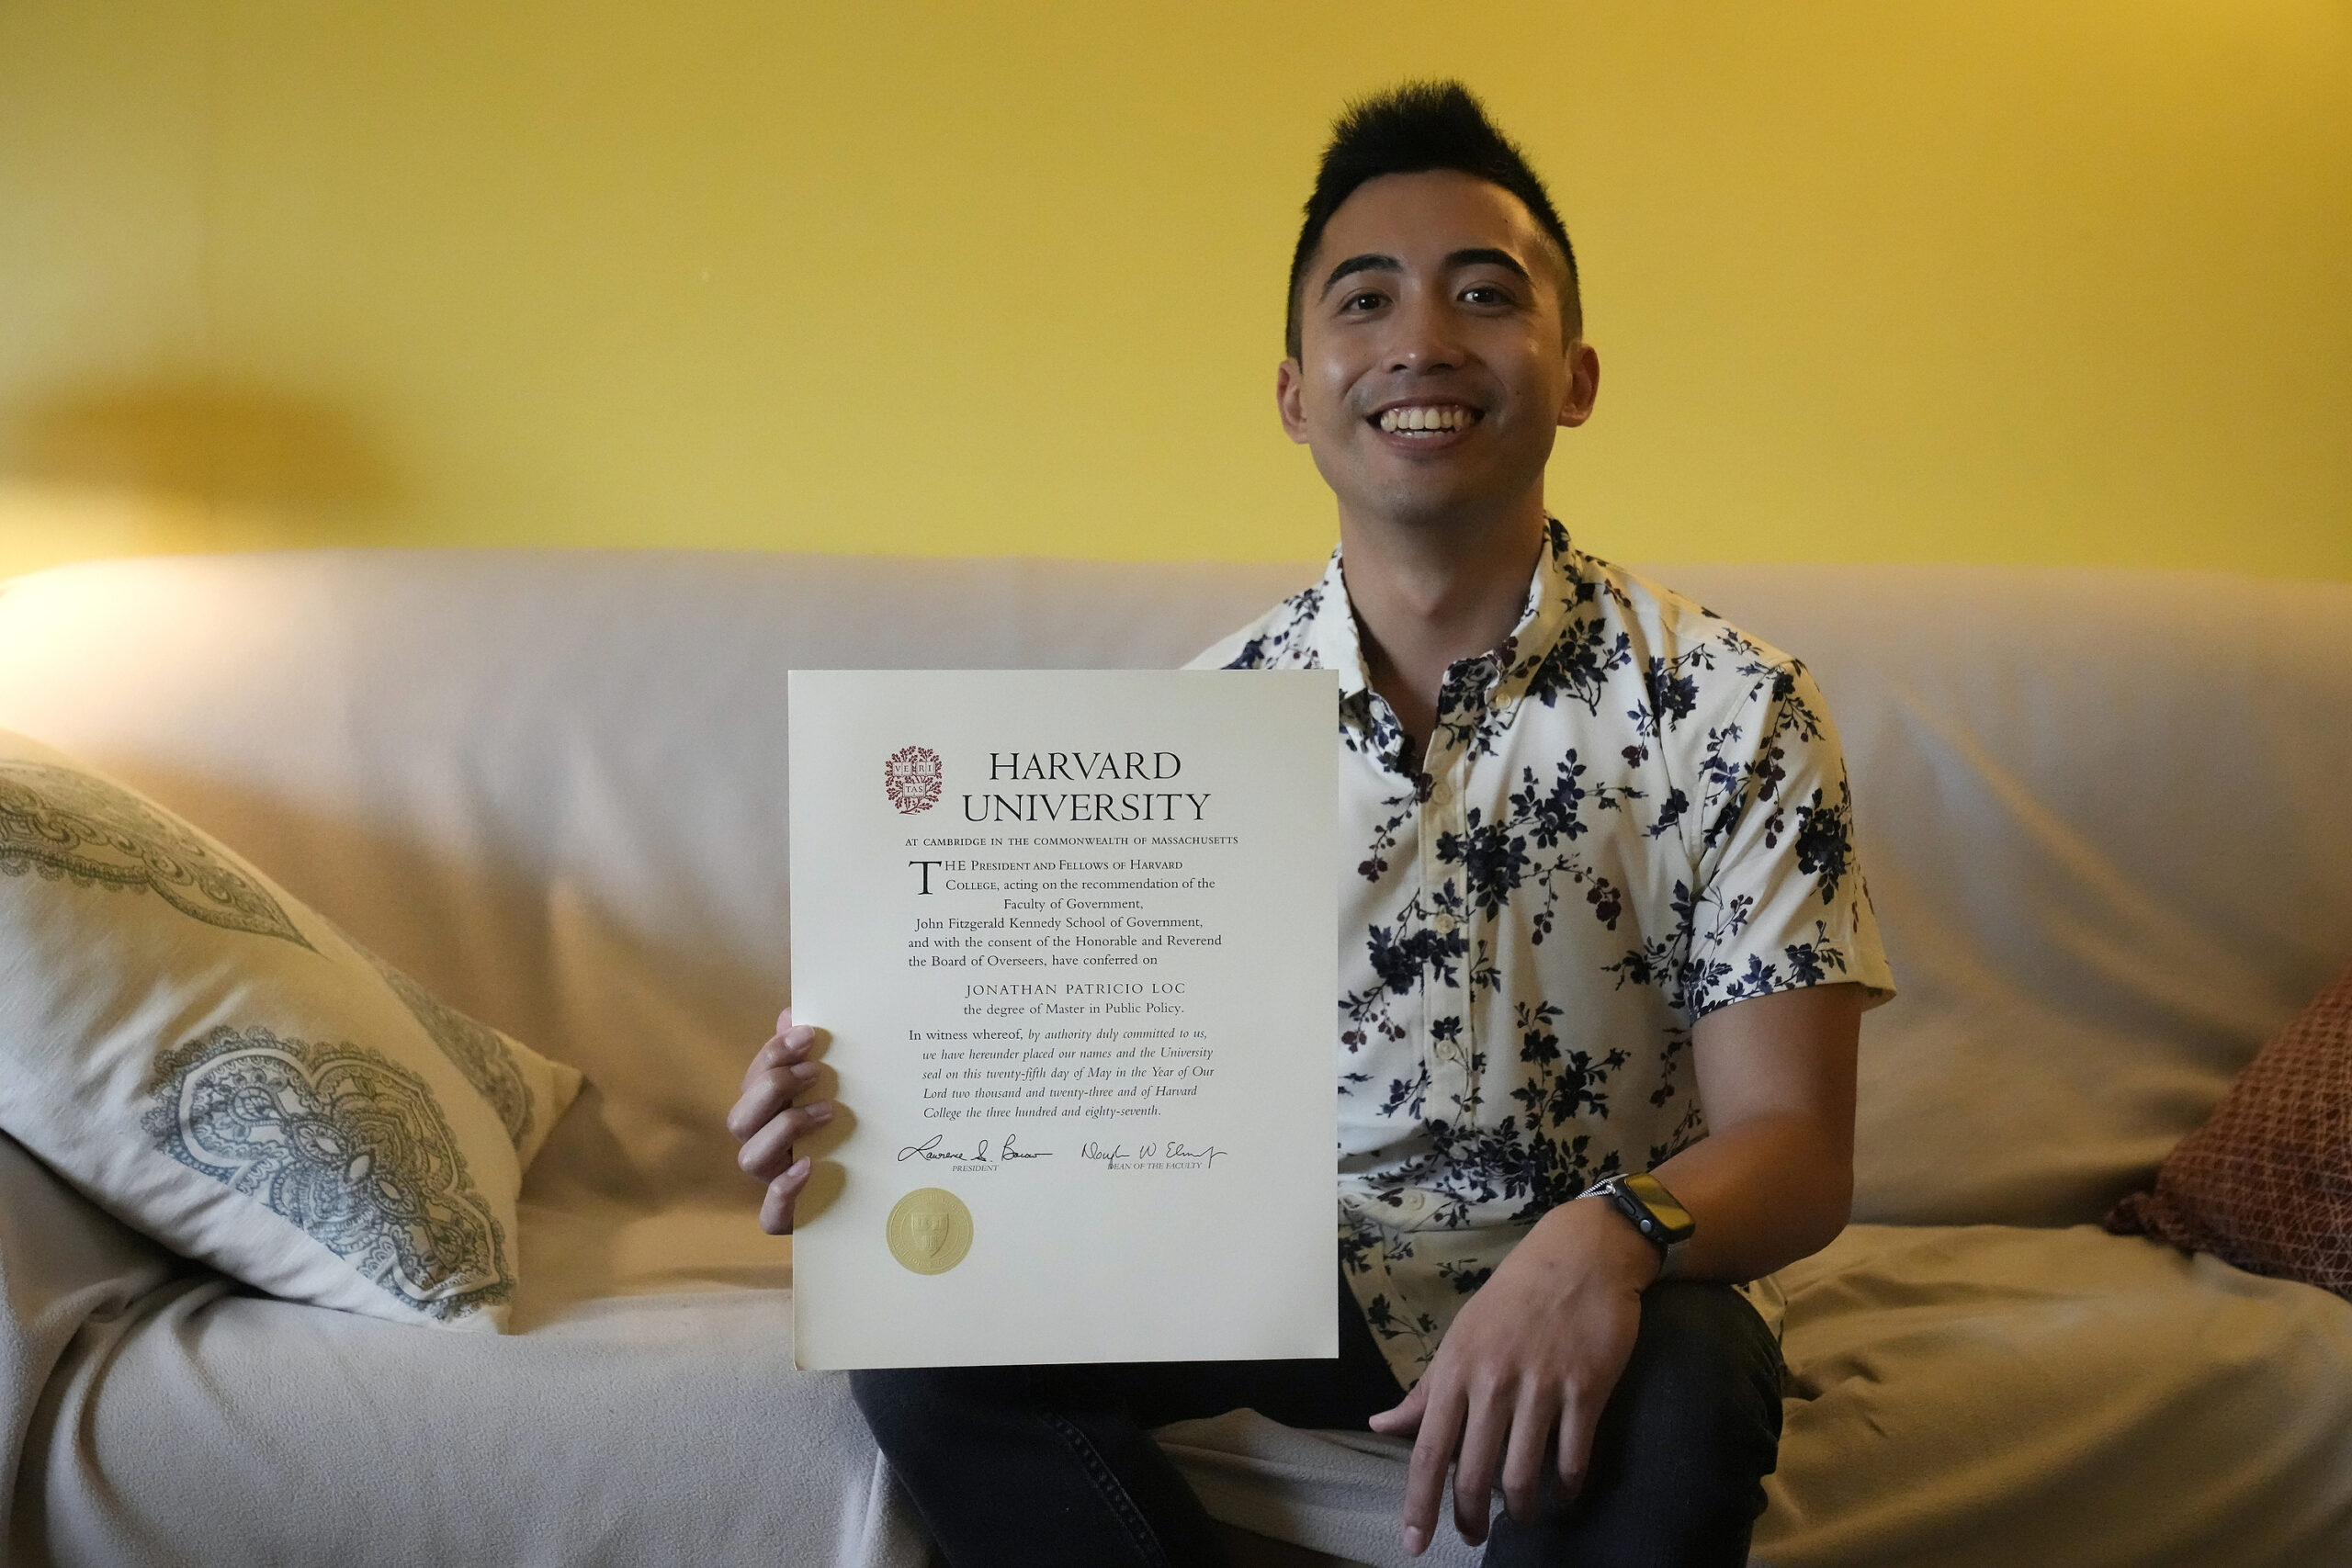 VE RI
TAS
HARVARD
UNIVERSITY
AT CAMBRIDGE IN THE COMMONWEALTH OF MASSACHUSETTS
THE PRESIDENT AND FELLOWS OF HARVARD
COLLEGE, acting on the recommendation of the
Faculty of Government,
John Fitzgerald Kennedy School of Government,
and with the consent of the Honorable and Reverend
the Board of Overseers, have conferred on
JONATHAN PATRICIO LOC
the degree of Master in Public Policy.
In witness whereof, by authority duly committed to us,
we have hereunder placed our names and the University
seal on this twenty-fifth day of May in the Year of Our
Lord two thousand and twenty-three and of Harvard
College the three hundred and eighty-seventh.
Lawrence S. Bacow
PRESIDENT
DEAN OF THE FACULTY